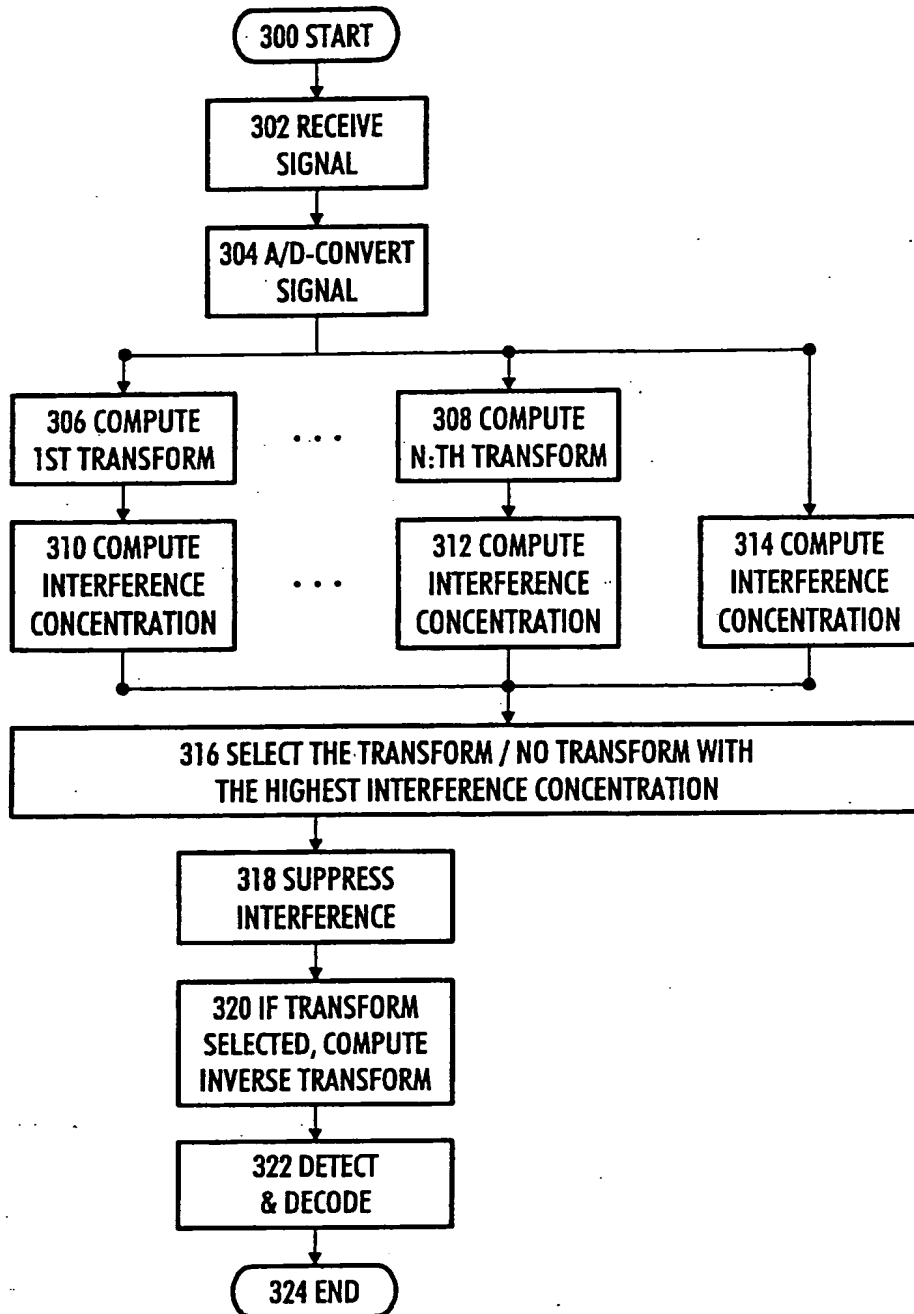 300 START
302 RECEIVE
SIGNAL
304 A/D-CONVERT
SIGNAL
306 COMPUTE
1ST TRANSFORM
. . .
308 COMPUTE
N:TH TRANSFORM
310 COMPUTE
INTERFERENCE
CONCENTRATION
. . .
312 COMPUTE
INTERFERENCE
CONCENTRATION
314 COMPUTE
INTERFERENCE
CONCENTRATION
316 SELECT THE TRANSFORM / NO TRANSFORM WITH
THE HIGHEST INTERFERENCE CONCENTRATION
318 SUPPRESS
INTERFERENCE
320 IF TRANSFORM
SELECTED, COMPUTE
INVERSE TRANSFORM
322 DETECT
& DECODE
324 END